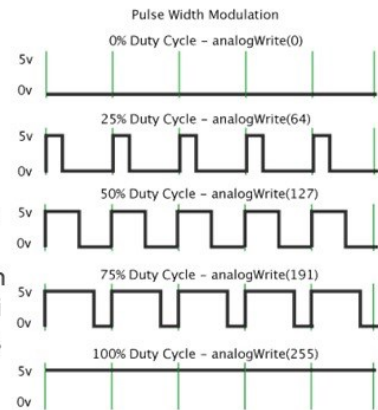 Pulse Width Modulation
0% Duty Cycle – analogWrite(0)
5v
0v
25% Duty Cycle – analogWrite(64)
5v
0v
50% Duty Cycle – analogWrite(127)
5v
0v
75% Duty Cycle – analogWrite(191)
5v
0v
100% Duty Cycle – analogWrite(255)
5v
0v